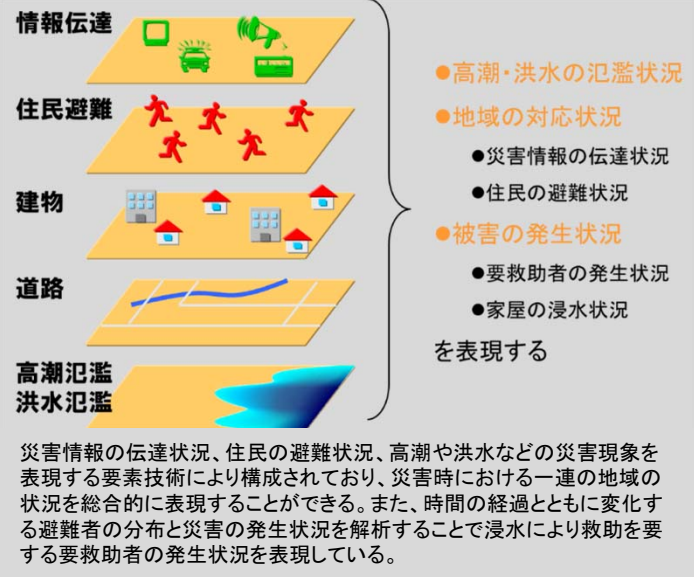 情報伝達
住民避難
建物
道路
高潮氾濫
洪水氾濫
●高潮・洪水の氾濫状況
●地域の対応状況
●災害情報の伝達状況
●住民の避難状況
●被害の発生状況
●要救助者の発生状況
●家屋の浸水状況
を表現する
災害情報の伝達状況、住民の避難状況、高潮や洪水などの災害現象を
表現する要素技術により構成されており、災害時における一連の地域の
状況を総合的に表現することができる。また、時間の経過とともに変化す
る避難者の分布と災害の発生状況を解析することで浸水により救助を要
する要救助者の発生状況を表現している。